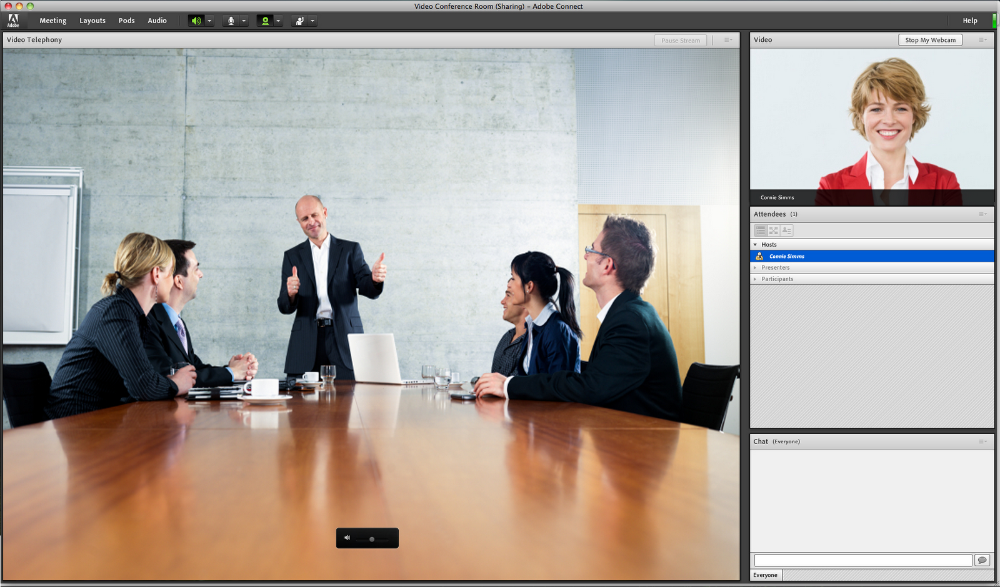 Video Conference Room (Sharing) – Adobe Connect
Adobe
Meeting
Layouts
Pods
Audio
Help
Video Telephony
Pause Stream
Video
Stop My Webcam
Connie Simms
Attendees (1)
Hosts
Connie Simms
Presenters
Participants
Chat (Everyone)
Everyone